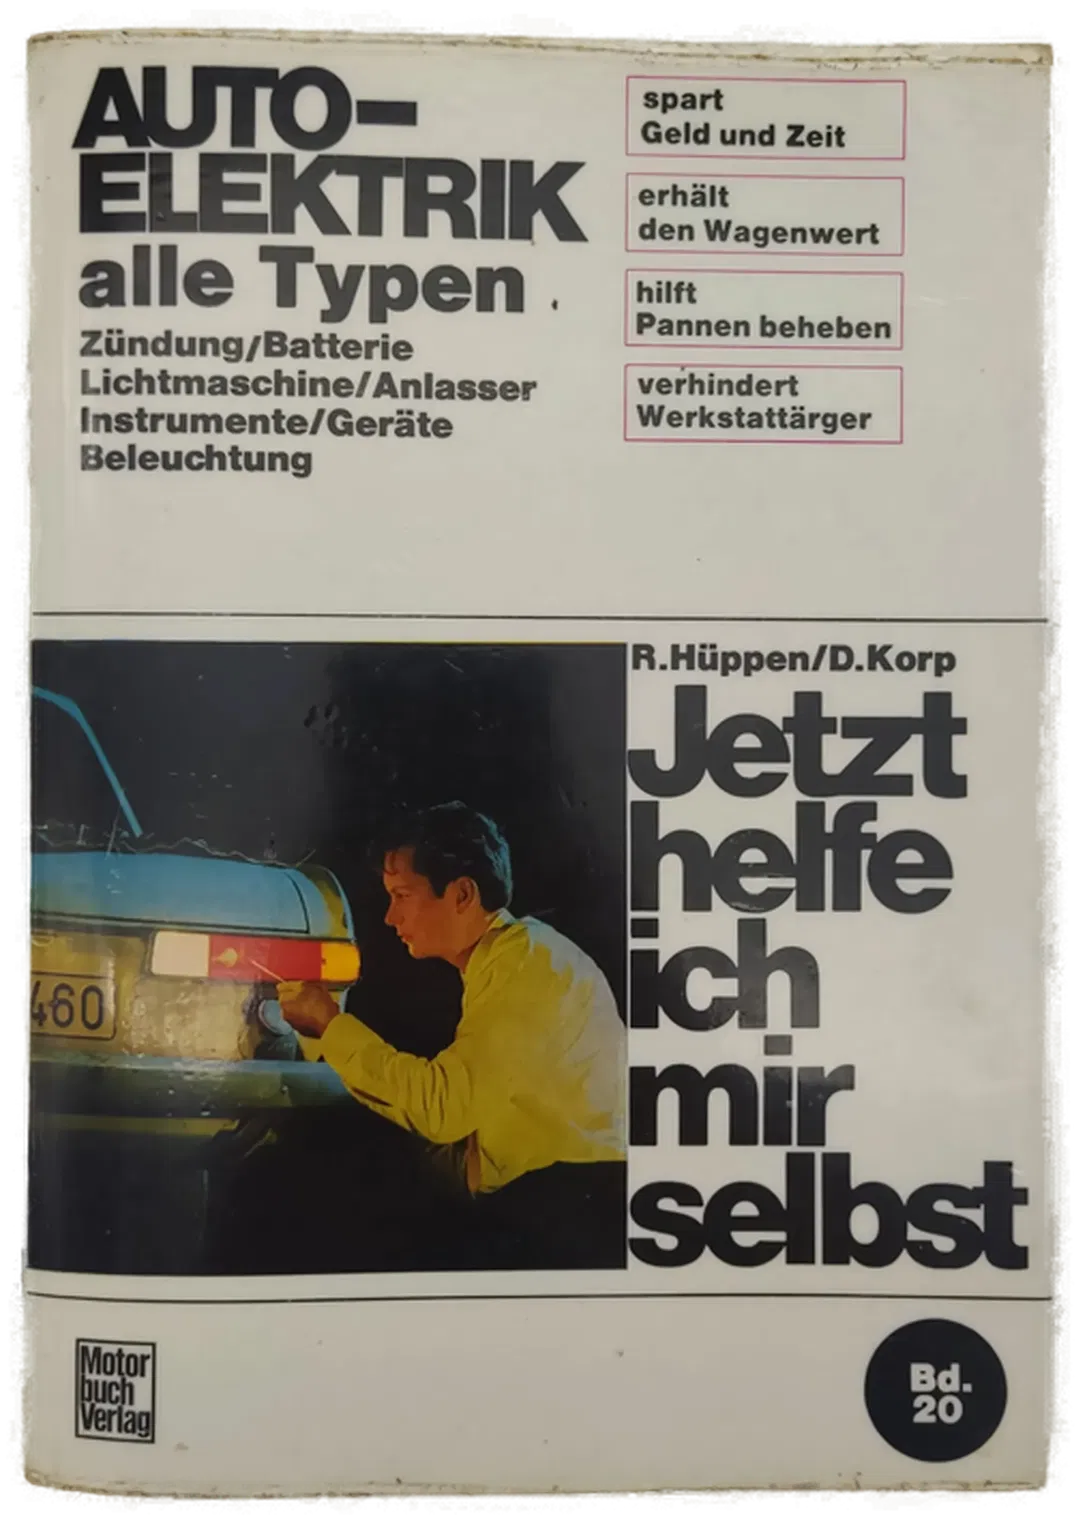 AUTO-
ELEKTRIK
alle Typen
Zündung/Batterie
Lichtmaschine/Anlasser
Instrumente/Geräte
Beleuchtung
spart
Geld und Zeit
erhält
den Wagenwert
hilft
Pannen beheben
verhindert
Werkstattärger
R.Hüppen/D.Korp
Jetzt
helfe
ich
mir
selbst
460
Motor
buch
Verlag
Bd.
20